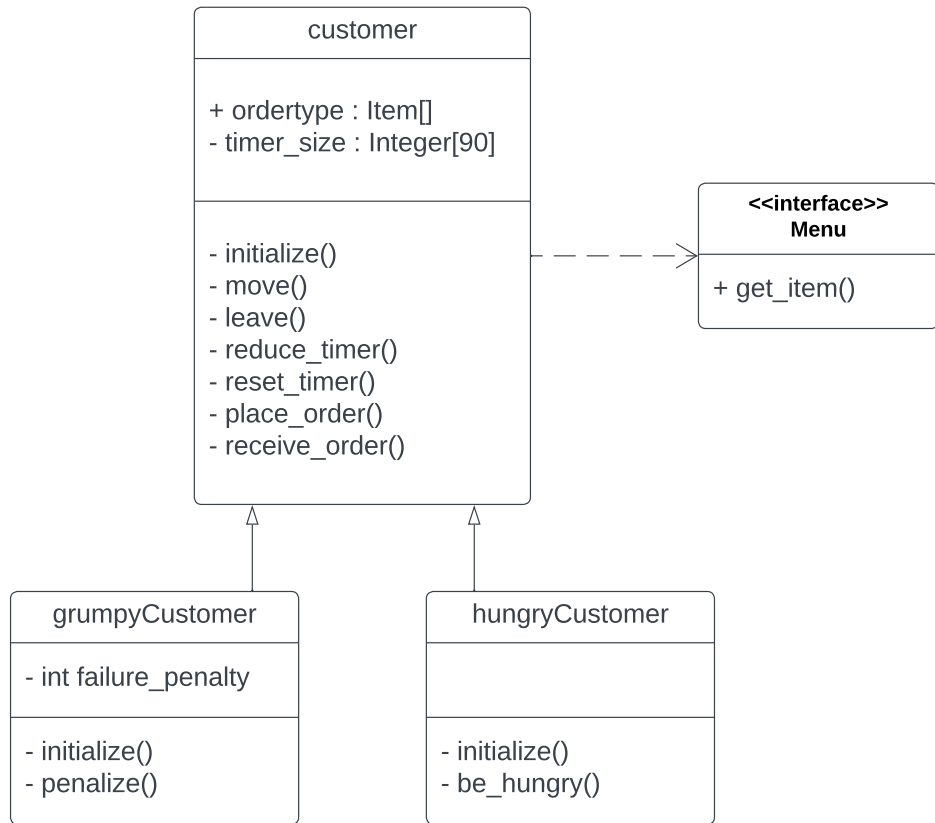 customer
+ ordertype : Item[]
- timer_size : Integer[90]
- initialize()
- move()
- leave()
- reduce_timer()
- reset_timer()
- place_order()
- receive_order()
<<interface>>
Menu
+ get_item()
grumpyCustomer
- int failure_penalty
- initialize()
- penalize()
hungryCustomer
- initialize()
- be_hungry()